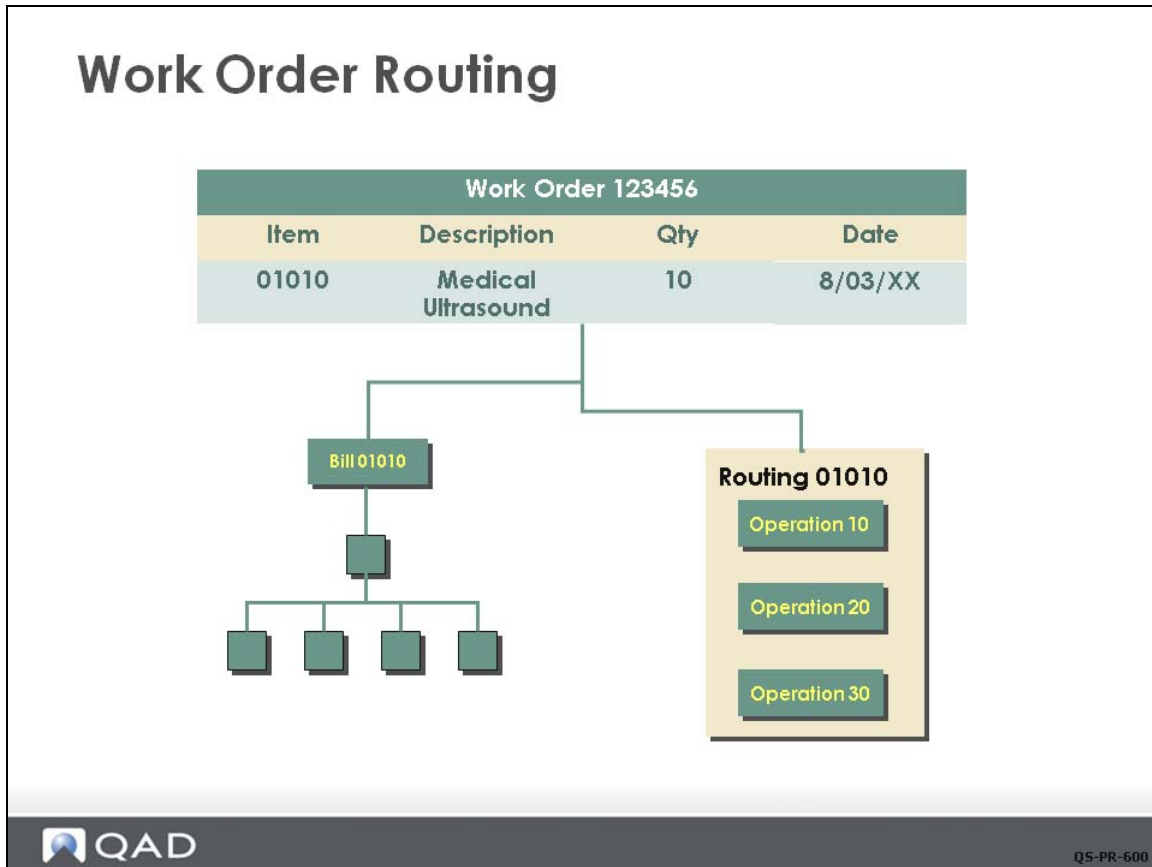 Work Order Routing
Work Order 123456
Item Description Qty Date
01010 Medical Ultrasound 10 8/03/XX
Bill 01010
Routing 01010
Operation 10
Operation 20
Operation 30
QAD
QS-PR-600